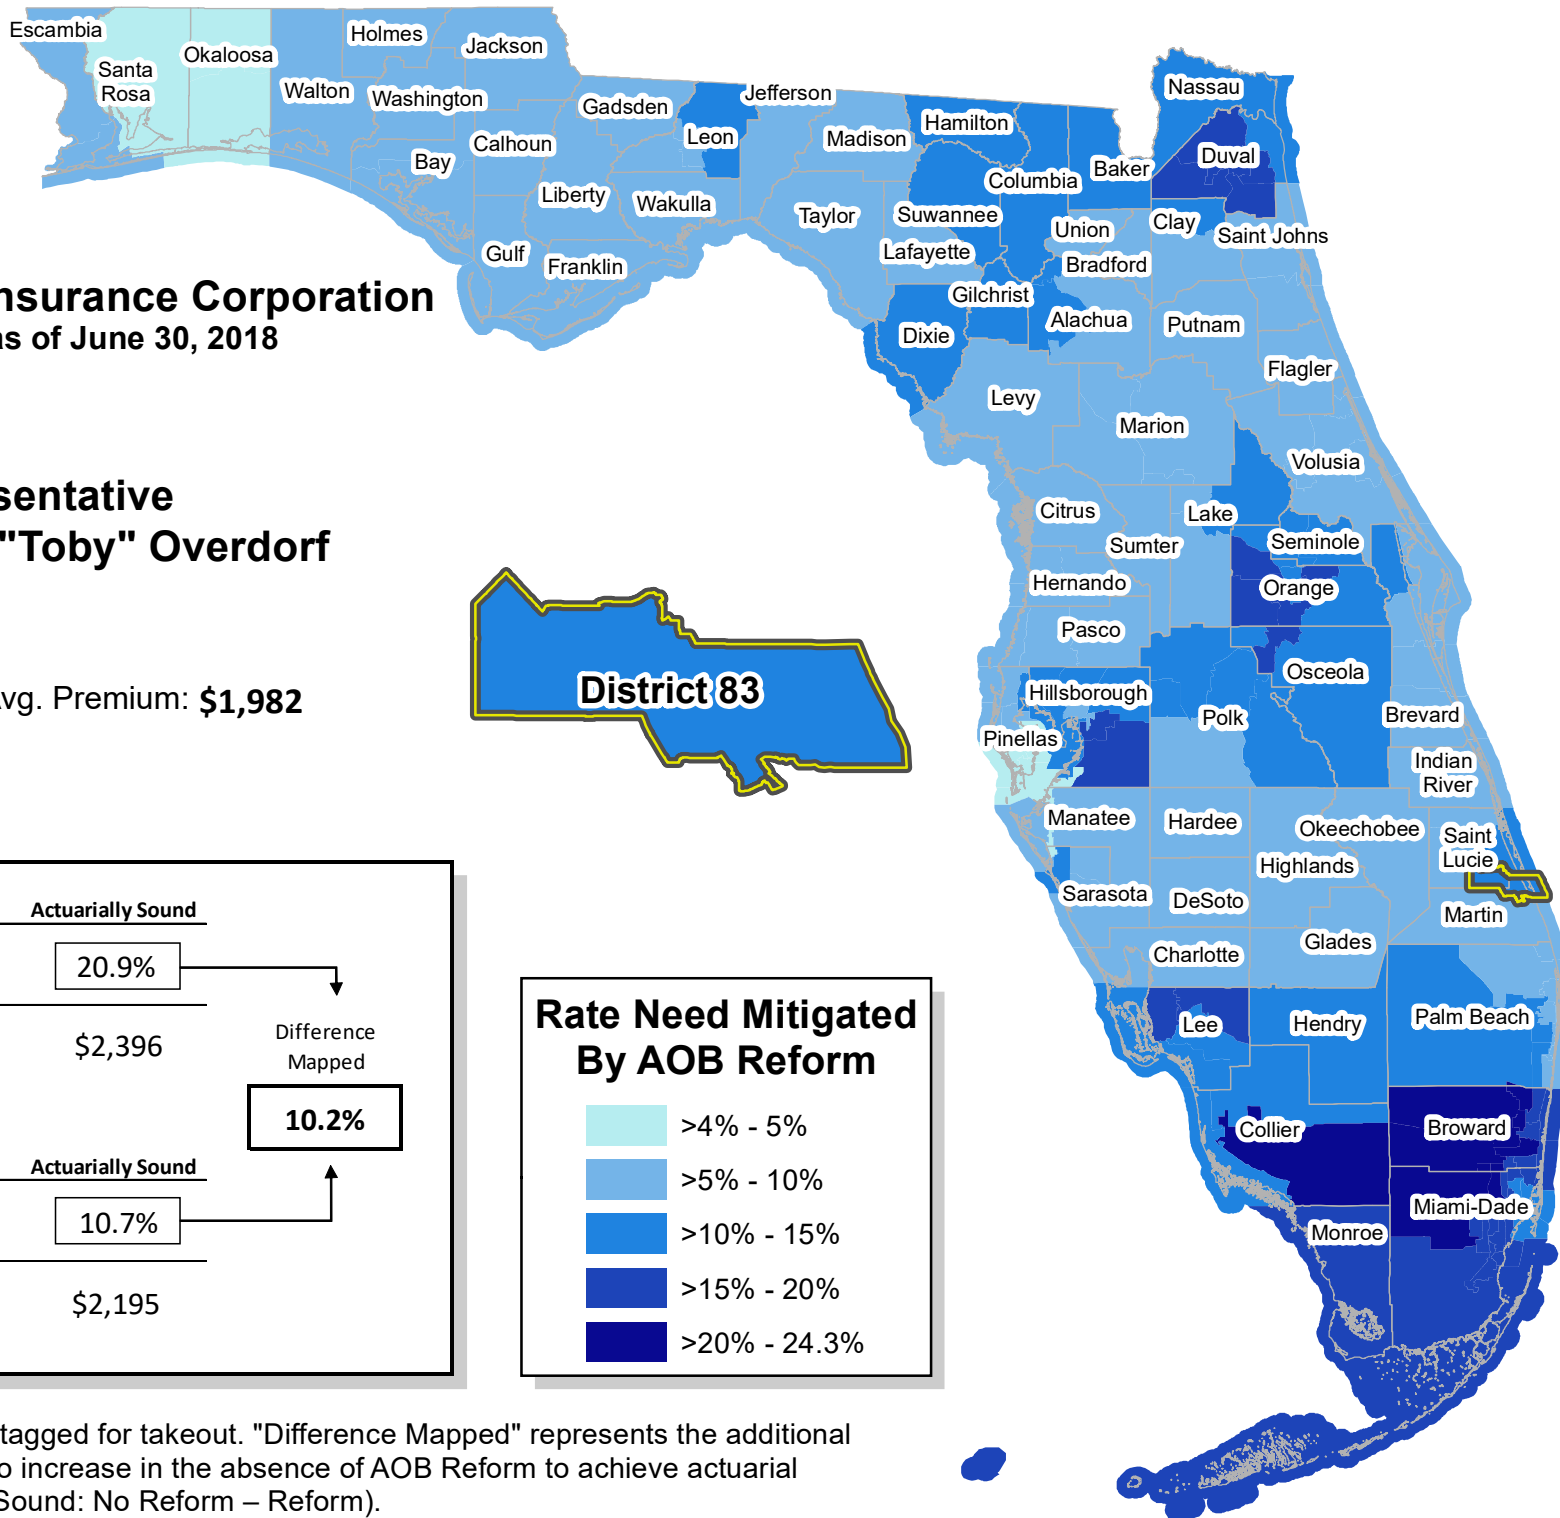 Escambia
Santa
Rosa
Okaloosa
Walton
Holmes
Washington
Jackson
Bay
Calhoun
Gulf
Liberty
Franklin
Gadsden
Wakulla
Leon
Jefferson
Madison
Taylor
Hamilton
Suwannee
Lafayette
Columbia
Baker
Nassau
Duval
Union
Clay
Saint Johns
Bradford
Gilchrist
Dixie
Alachua
Putnam
Flagler
Levy
Marion
Volusia
Citrus
Lake
Sumter
Seminole
Hernando
Orange
Pasco
Osceola
Hillsborough
Pinellas
Polk
Brevard
Indian
River
Manatee
Hardee
Okeechobee
Saint
Lucie
Highlands
Sarasota
DeSoto
Martin
Charlotte
Glades
Lee
Hendry
Palm Beach
Collier
Broward
Miami-Dade
Monroe
nsurance Corporation
as of June 30, 2018
sentative
"Toby" Overdorf
vg. Premium: $1,982
District 83
Actuarially Sound
20.9%
$2,396
Difference
Mapped
10.2%
Actuarially Sound
10.7%
$2,195
Rate Need Mitigated
By AOB Reform
>4% - 5%
>5% - 10%
>10% - 15%
>15% - 20%
>20% - 24.3%
tagged for takeout. "Difference Mapped" represents the additional
o increase in the absence of AOB Reform to achieve actuarial
Sound: No Reform – Reform).